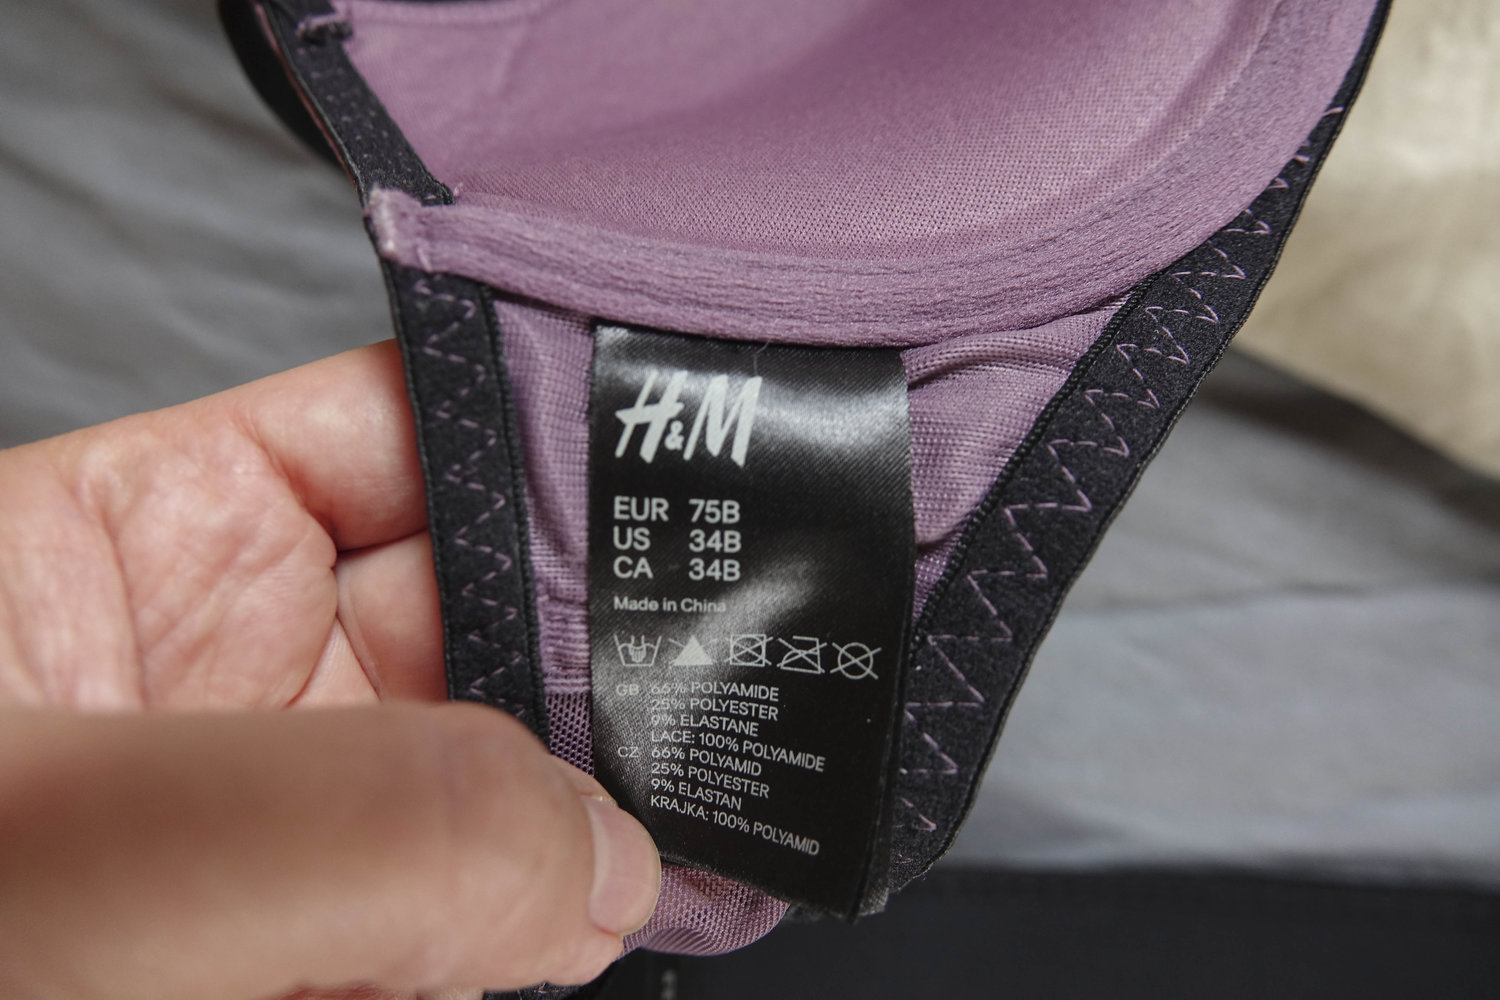 H&M
EUR 75B
US 34B
CA 34B
Made in China
GB 66% POLYAMIDE
25% POLYESTER
9% ELASTANE
LACE: 100% POLYAMIDE
CZ 66% POLYAMID
25% POLYESTER
9% ELASTAN
KRAJKA: 100% POLYAMID